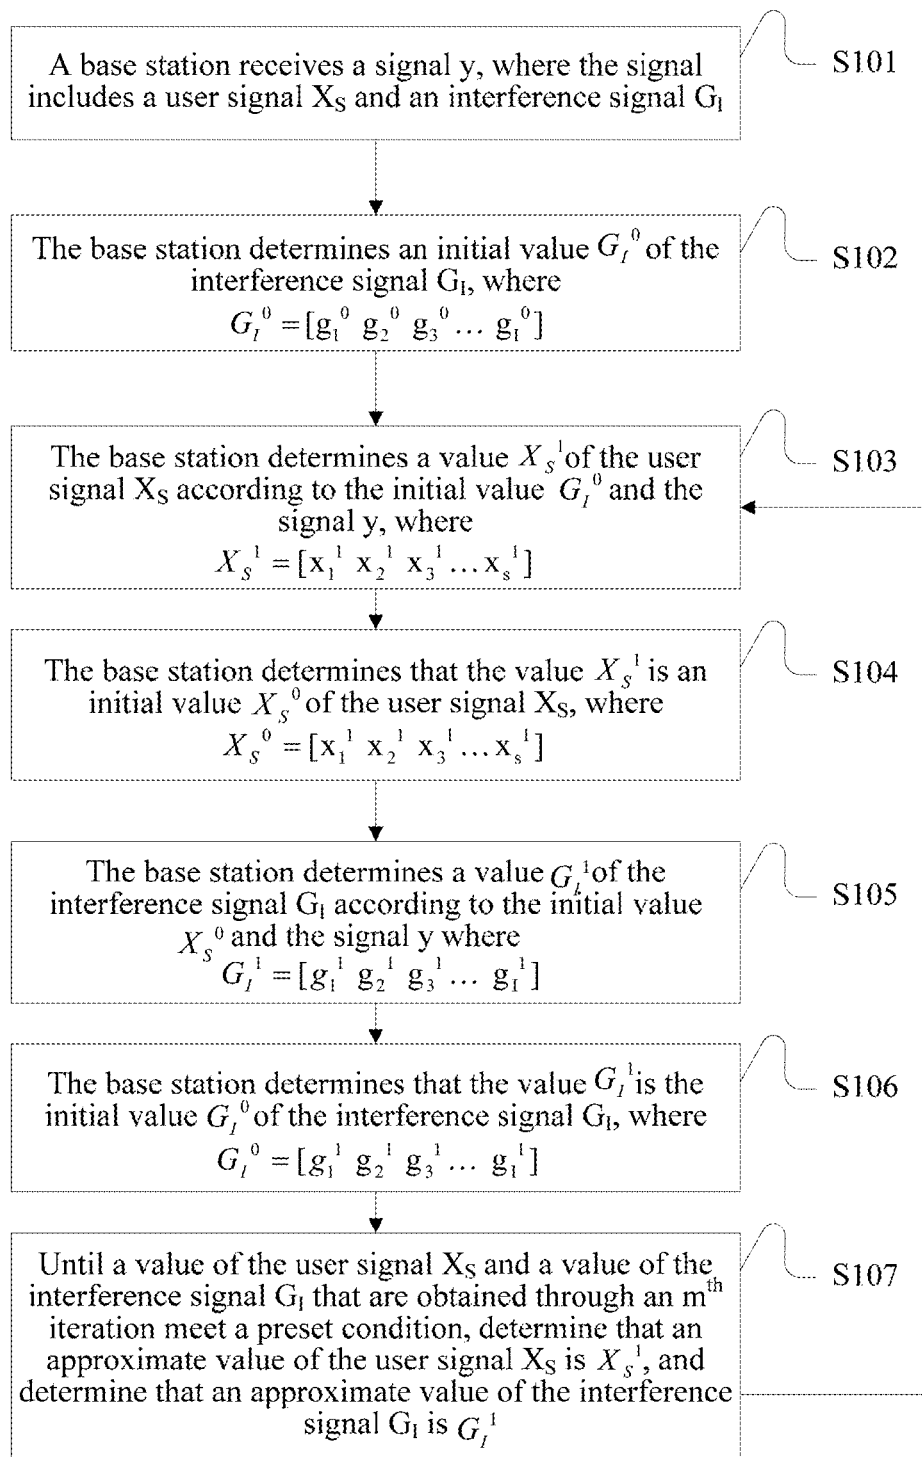 A base station receives a signal y, where the signal
includes a user signal X_S and an interference signal G_I
S101
The base station determines an initial value G_I^0 of the
interference signal G_I, where
G_I^0 = [g_1^0 g_2^0 g_3^0 … g_I^0]
S102
The base station determines a value X_S^1 of the user
signal X_S according to the initial value G_I^0 and the
signal y, where
X_S^1 = [x_1^1 x_2^1 x_3^1 … x_s^1]
S103
The base station determines that the value X_S^1 is an
initial value X_S^0 of the user signal X_S, where
X_S^0 = [x_1^1 x_2^1 x_3^1 … x_s^1]
S104
The base station determines a value G_I^1 of the
interference signal G_I according to the initial value
X_S^0 and the signal y where
G_I^1 = [g_1^1 g_2^1 g_3^1 … g_I^1]
S105
The base station determines that the value G_I^1 is the
initial value G_I^0 of the interference signal G_I, where
G_I^0 = [g_1^1 g_2^1 g_3^1 … g_I^1]
S106
Until a value of the user signal X_S and a value of the
interference signal G_I that are obtained through an m^th
iteration meet a preset condition, determine that an
approximate value of the user signal X_S is X_S^1, and
determine that an approximate value of the interference
signal G_I is G_I^1
S107